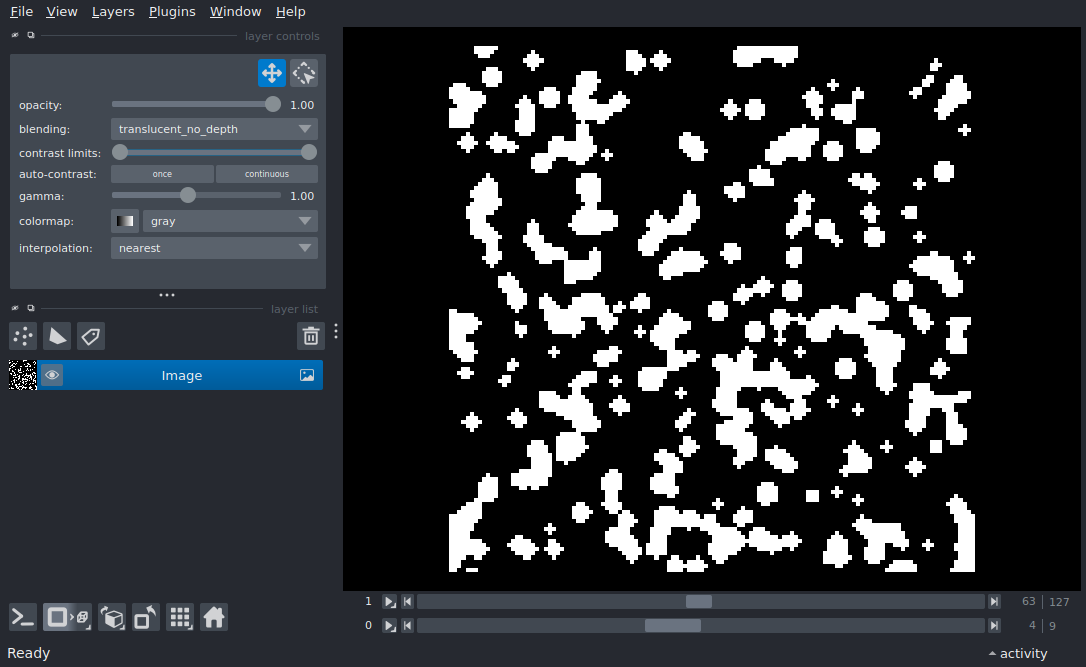 File View Layers Plugins Window Help
layer controls
opacity: 1.00
blending: translucent_no_depth
contrast limits:
auto-contrast: once continuous
gamma: 1.00
colormap: gray
interpolation: nearest
layer list
Image
1 63 127
0 4 9
Ready activity